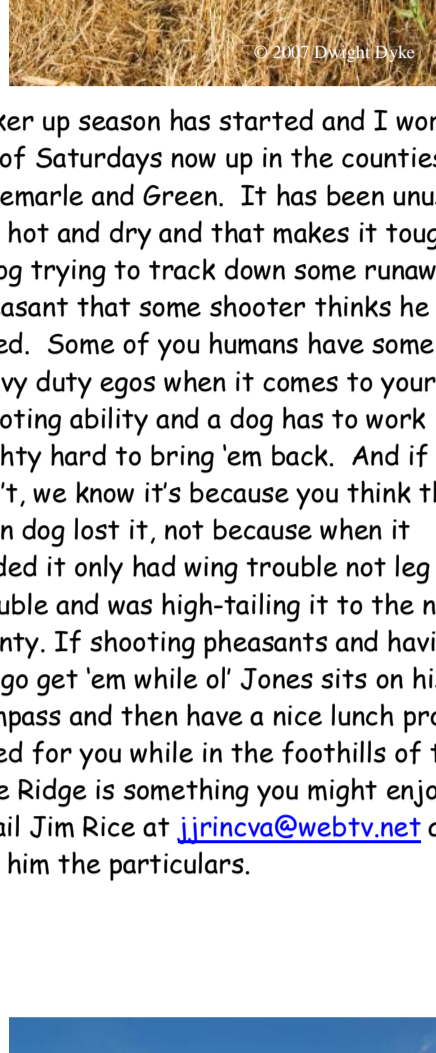 © 2007 Dwight Dyke
ker up season has started and I wor
of Saturdays now up in the counties
emarle and Green. It has been unus
hot and dry and that makes it toug
og trying to track down some runaw
asant that some shooter thinks he
ed. Some of you humans have some
vy duty egos when it comes to your
oting ability and a dog has to work
hty hard to bring ‘em back. And if
’t, we know it’s because you think th
n dog lost it, not because when it
ded it only had wing trouble not leg
uble and was high-tailing it to the n
nty. If shooting pheasants and havi
go get ‘em while ol’ Jones sits on his
mpass and then have a nice lunch pro
ed for you while in the foothills of t
e Ridge is something you might enjo
ail Jim Rice at jjrincva@webtv.net a
him the particulars.